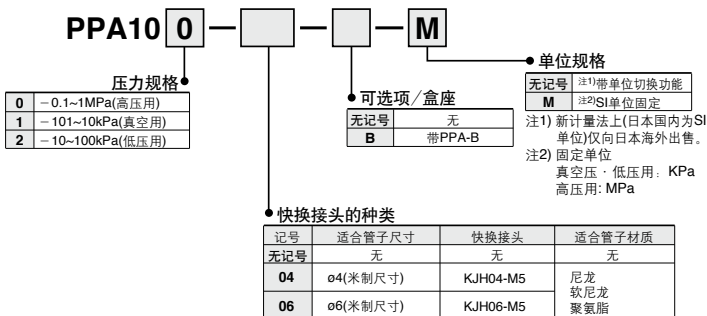 PPA10 0 — — — M
压力规格
0 －0.1~1MPa(高压用)
1 －101~10kPa(真空用)
2 －10~100kPa(低压用)
可选项／盒座
无记号 无
B 带PPA-B
单位规格
无记号 注1)带单位切换功能
M 注2)SI单位固定
注1) 新计量法上(日本国内为SI
单位)仅向日本海外出售。
注2) 固定单位
真空压·低压用：KPa
高压用: MPa
快换接头的种类
记号 适合管子尺寸 快换接头 适合管子材质
无记号 无 无 无
04 ø4(米制尺寸) KJH04-M5 尼龙
软尼龙
06 ø6(米制尺寸) KJH06-M5 聚氨脂